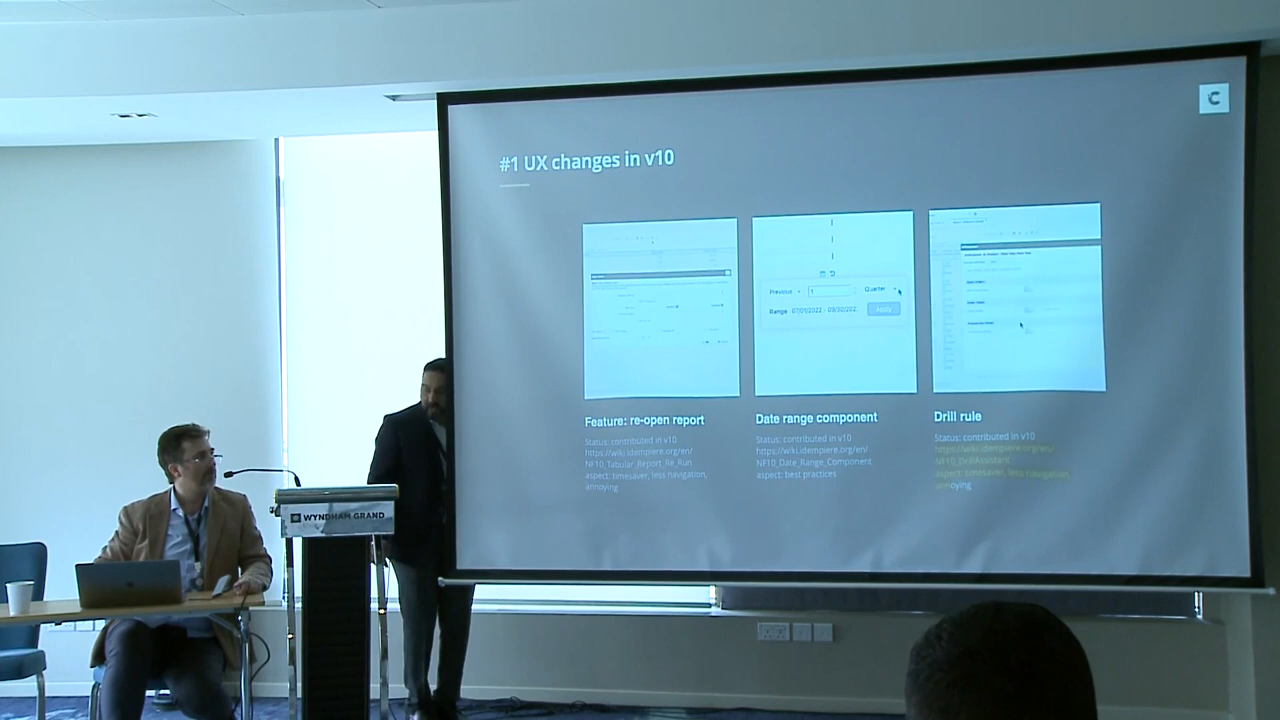 #1 UX changes in v10
Previous
1
Quarter
Range
07/01/2022 - 09/30/202
Apply
Feature: re-open report
Status: contributed in v10
https://wiki.idempiere.org/en/
NF10_Tabular_Report_Re_Run
aspect: timesaver, less navigation,
annoying
Date range component
Status: contributed in v10
https://wiki.idempiere.org/en/
NF10_Date_Range_Component
aspect: best practices
Drill rule
Status: contributed in v10
https://wiki.idempiere.org/en/
NF10_DrillAssistant
aspect: timesaver, less navigation,
annoying
WYNDHAM GRAND